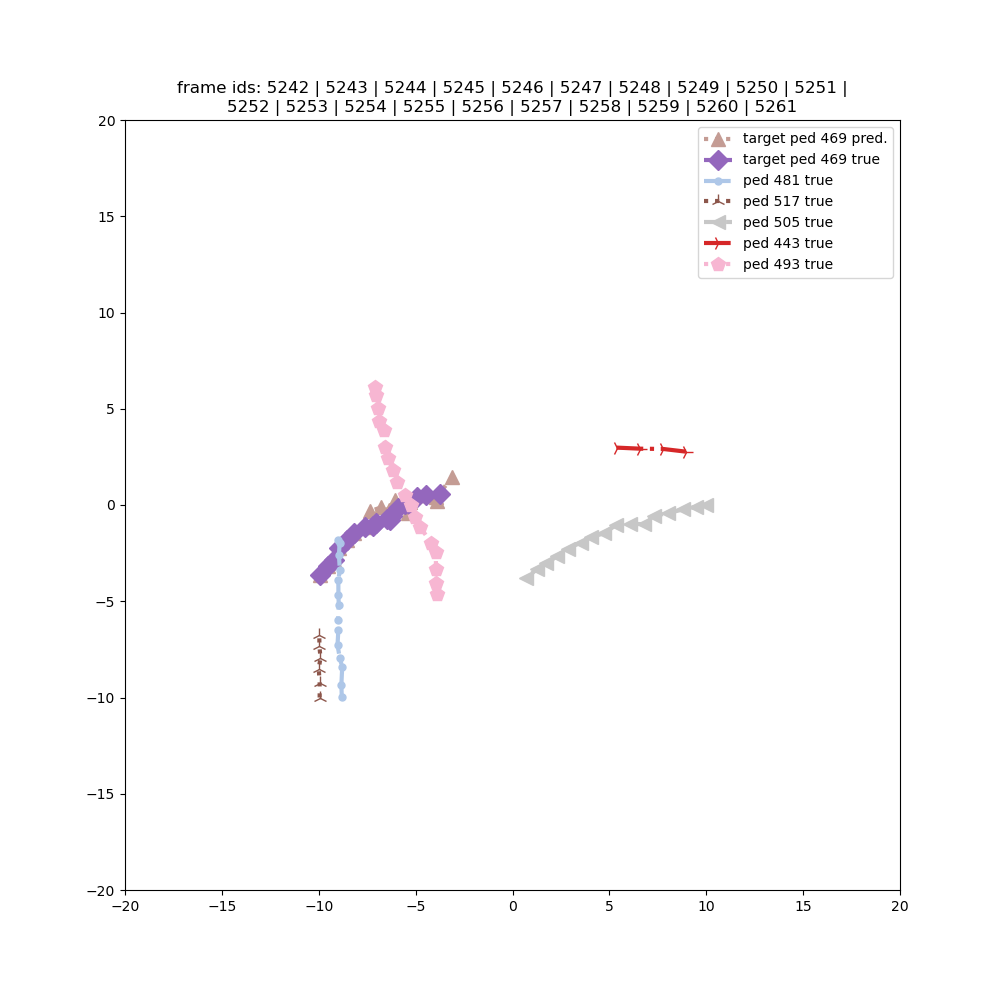 frame ids: 5242 | 5243 | 5244 | 5245 | 5246 | 5247 | 5248 | 5249 | 5250 | 5251 |
5252 | 5253 | 5254 | 5255 | 5256 | 5257 | 5258 | 5259 | 5260 | 5261
target ped 469 pred.
target ped 469 true
ped 481 true
ped 517 true
ped 505 true
ped 443 true
ped 493 true
20
15
10
5
0
−5
−10
−15
−20
−20 −15 −10 −5 0 5 10 15 20